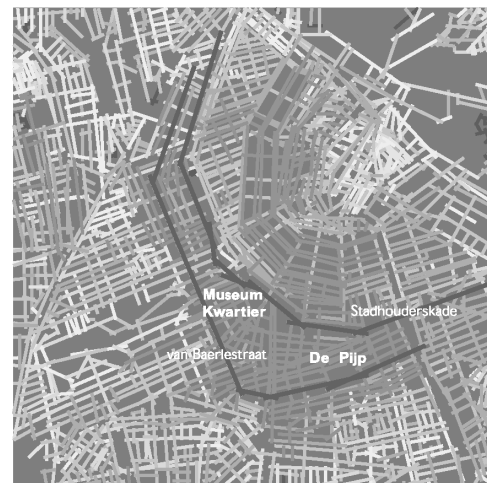 Museum
Kwartier
Stadhouderskade
van Baerlestraat
De Pijp